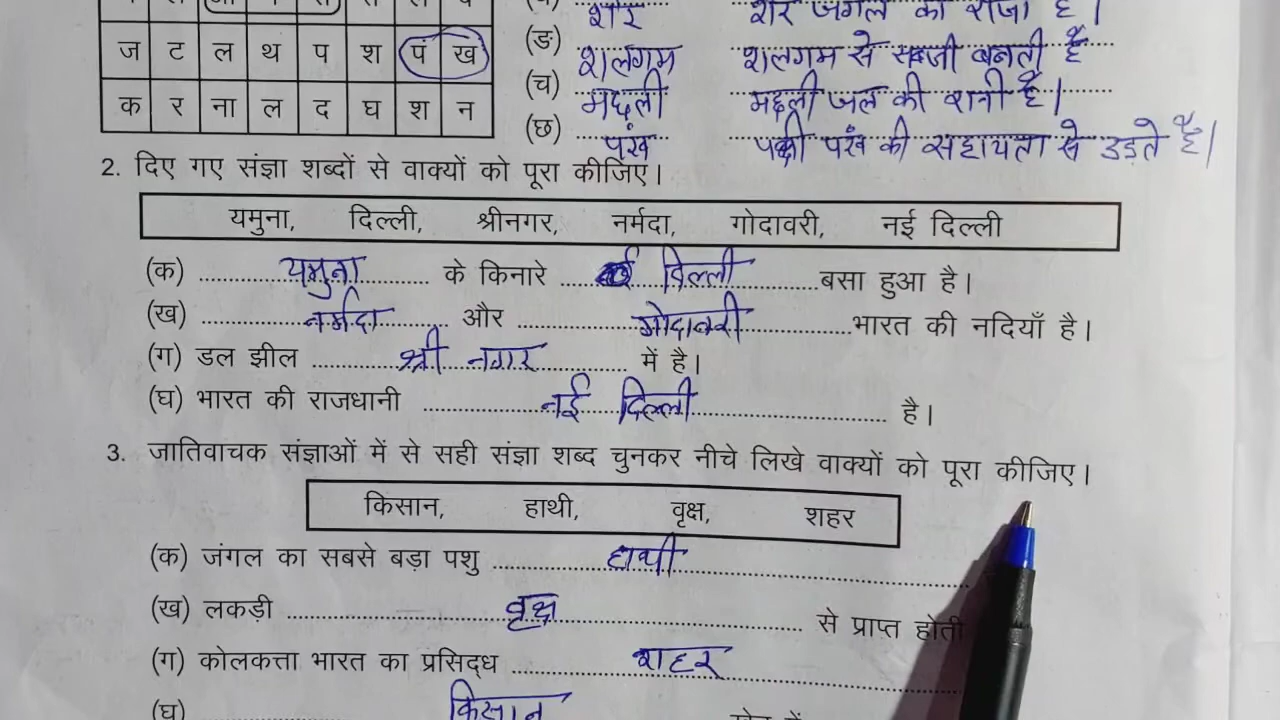 शेर शेर जंगल का राजा है।
ज ट ल थ प श पं ख
(ङ) शलगम शलगम से सब्जी बनती है
(च) मछली मछली जल की रानी है।
क र ना ल द घ श न
(छ) पंख पक्षी पंख की सहायता से उड़ते है।
2. दिए गए संज्ञा शब्दों से वाक्यों को पूरा कीजिए।
यमुना, दिल्ली, श्रीनगर, नर्मदा, गोदावरी, नई दिल्ली
(क) यमुना के किनारे दिल्ली बसा हुआ है।
(ख) नर्मदा और गोदावरी भारत की नदियाँ है।
(ग) डल झील श्री नगर में है।
(घ) भारत की राजधानी नई दिल्ली है।
3. जातिवाचक संज्ञाओं में से सही संज्ञा शब्द चुनकर नीचे लिखे वाक्यों को पूरा कीजिए।
किसान, हाथी, वृक्ष, शहर
(क) जंगल का सबसे बड़ा पशु हाथी
(ख) लकड़ी वृक्ष से प्राप्त होती
(ग) कोलकत्ता भारत का प्रसिद्ध शहर
(घ) किसान